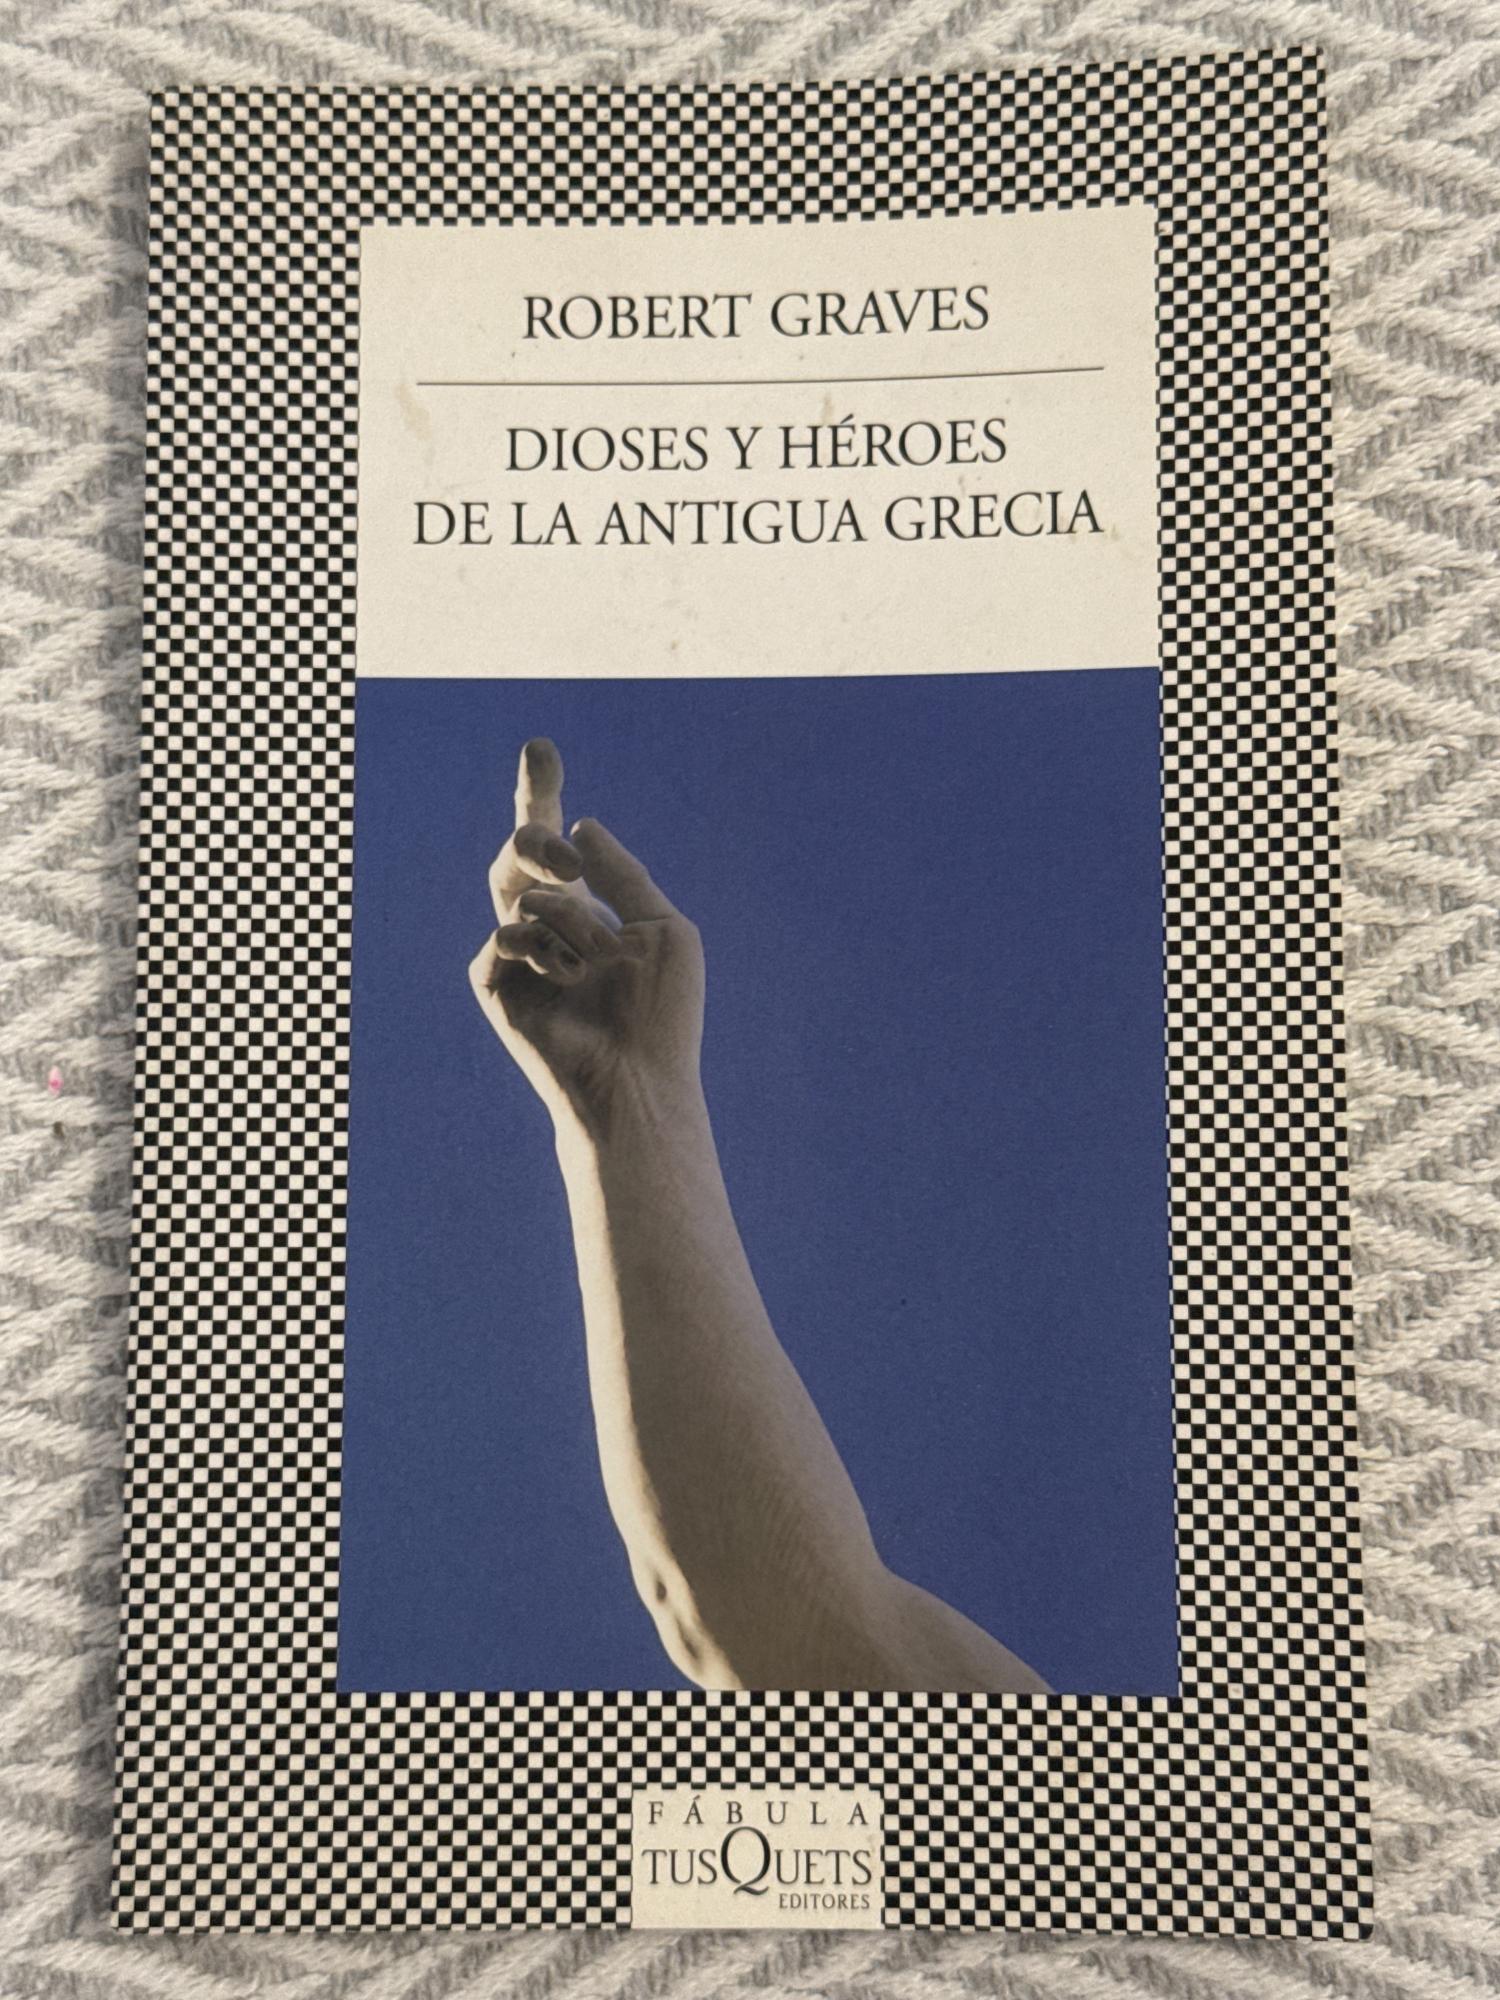 ROBERT GRAVES
DIOSES Y HÉROES
DE LA ANTIGUA GRECIA
FÁBULA
TUSQUETS
EDITORES